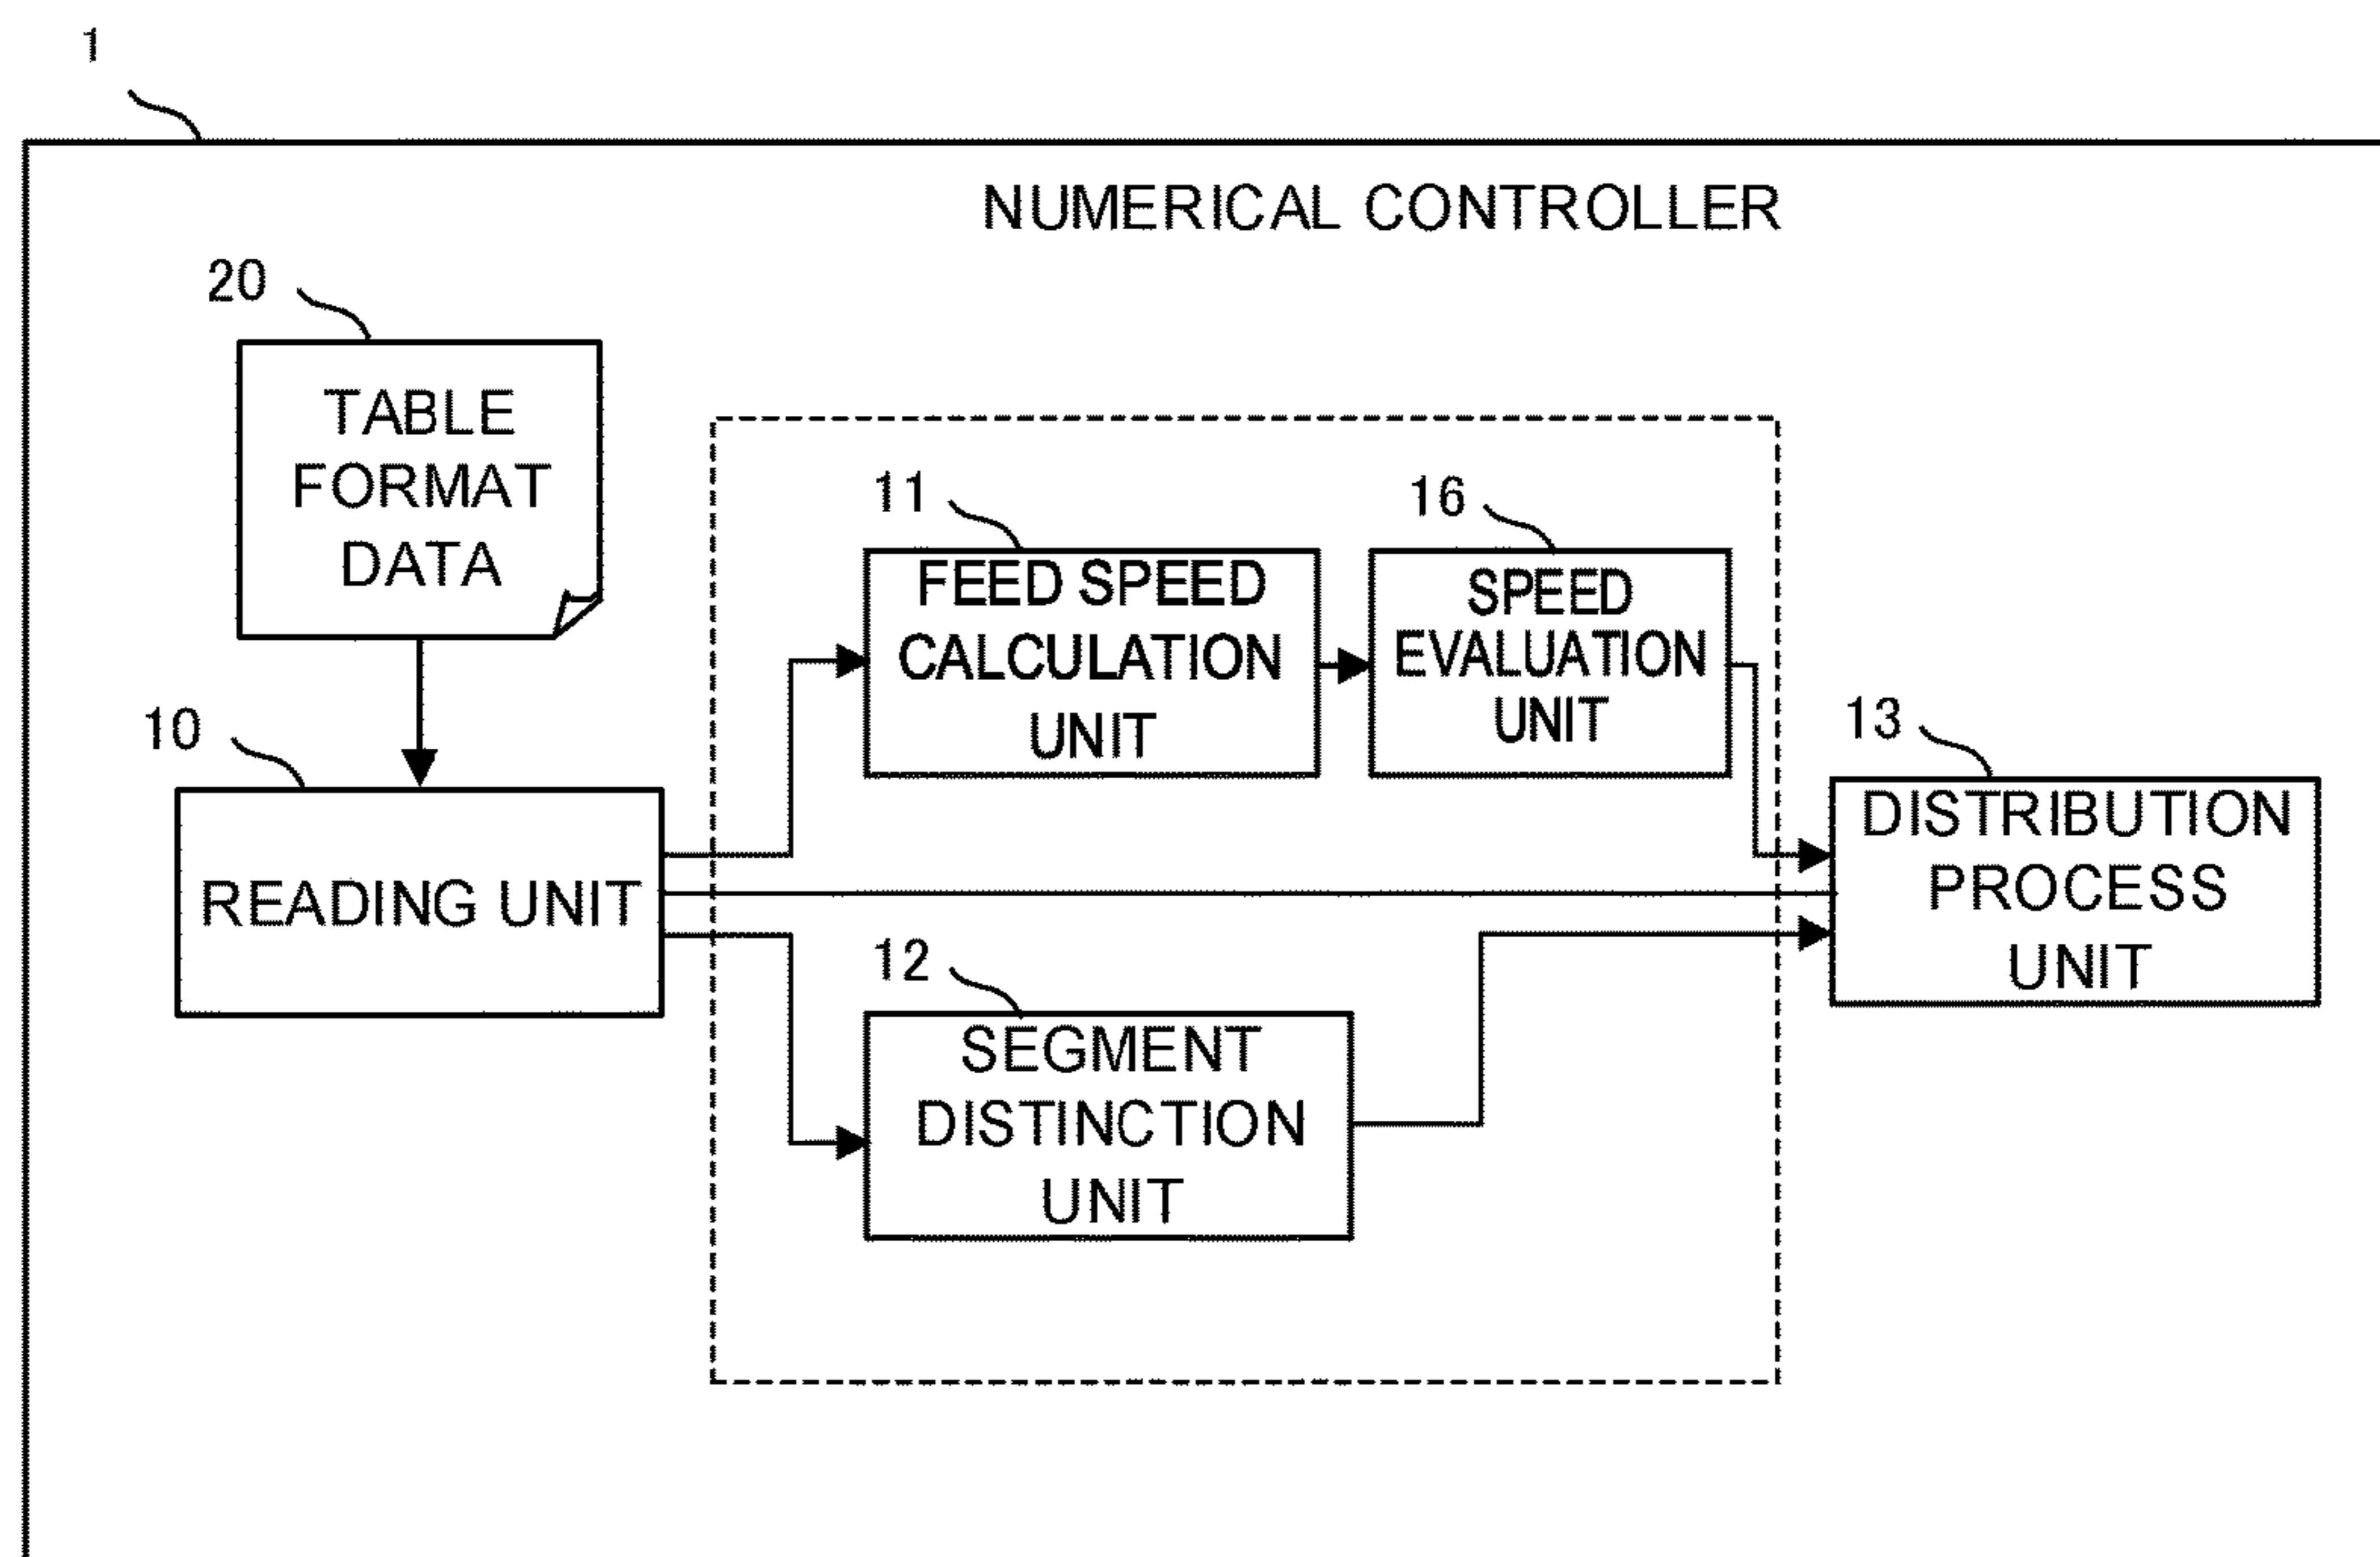 1
NUMERICAL CONTROLLER
20
TABLE
FORMAT
DATA
11
FEED SPEED
CALCULATION
UNIT
16
SPEED
EVALUATION
UNIT
10
READING UNIT
13
DISTRIBUTION
PROCESS
UNIT
12
SEGMENT
DISTINCTION
UNIT